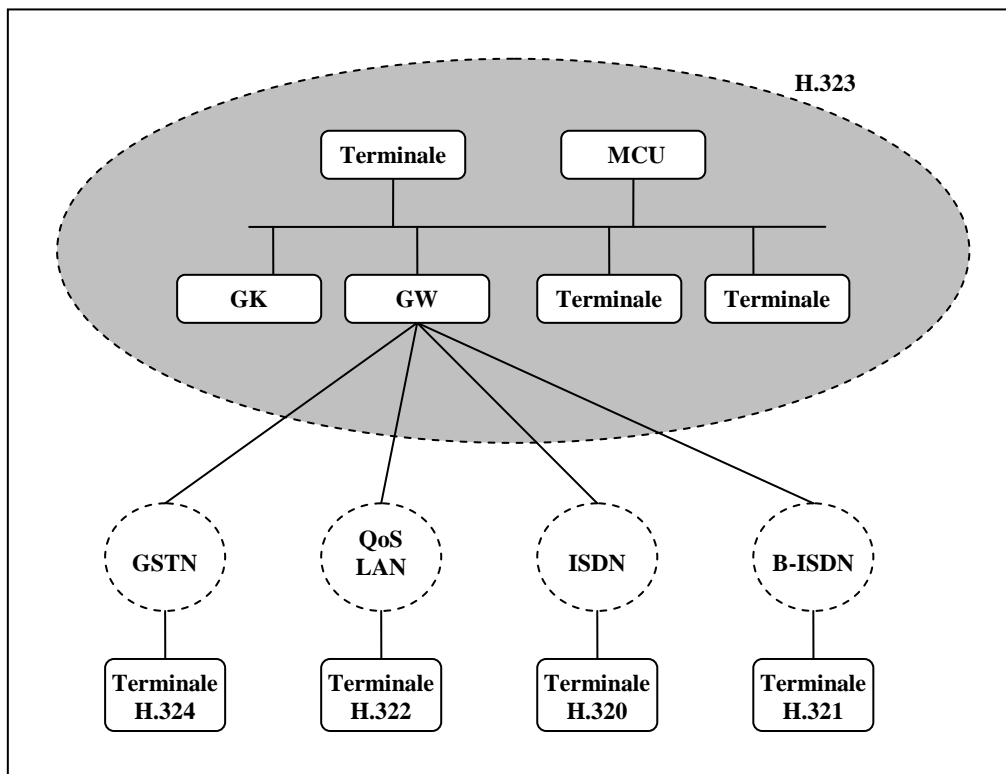 H.323
Terminale
MCU
GK
GW
Terminale
Terminale
GSTN
QoS
LAN
ISDN
B-ISDN
Terminale
H.324
Terminale
H.322
Terminale
H.320
Terminale
H.321